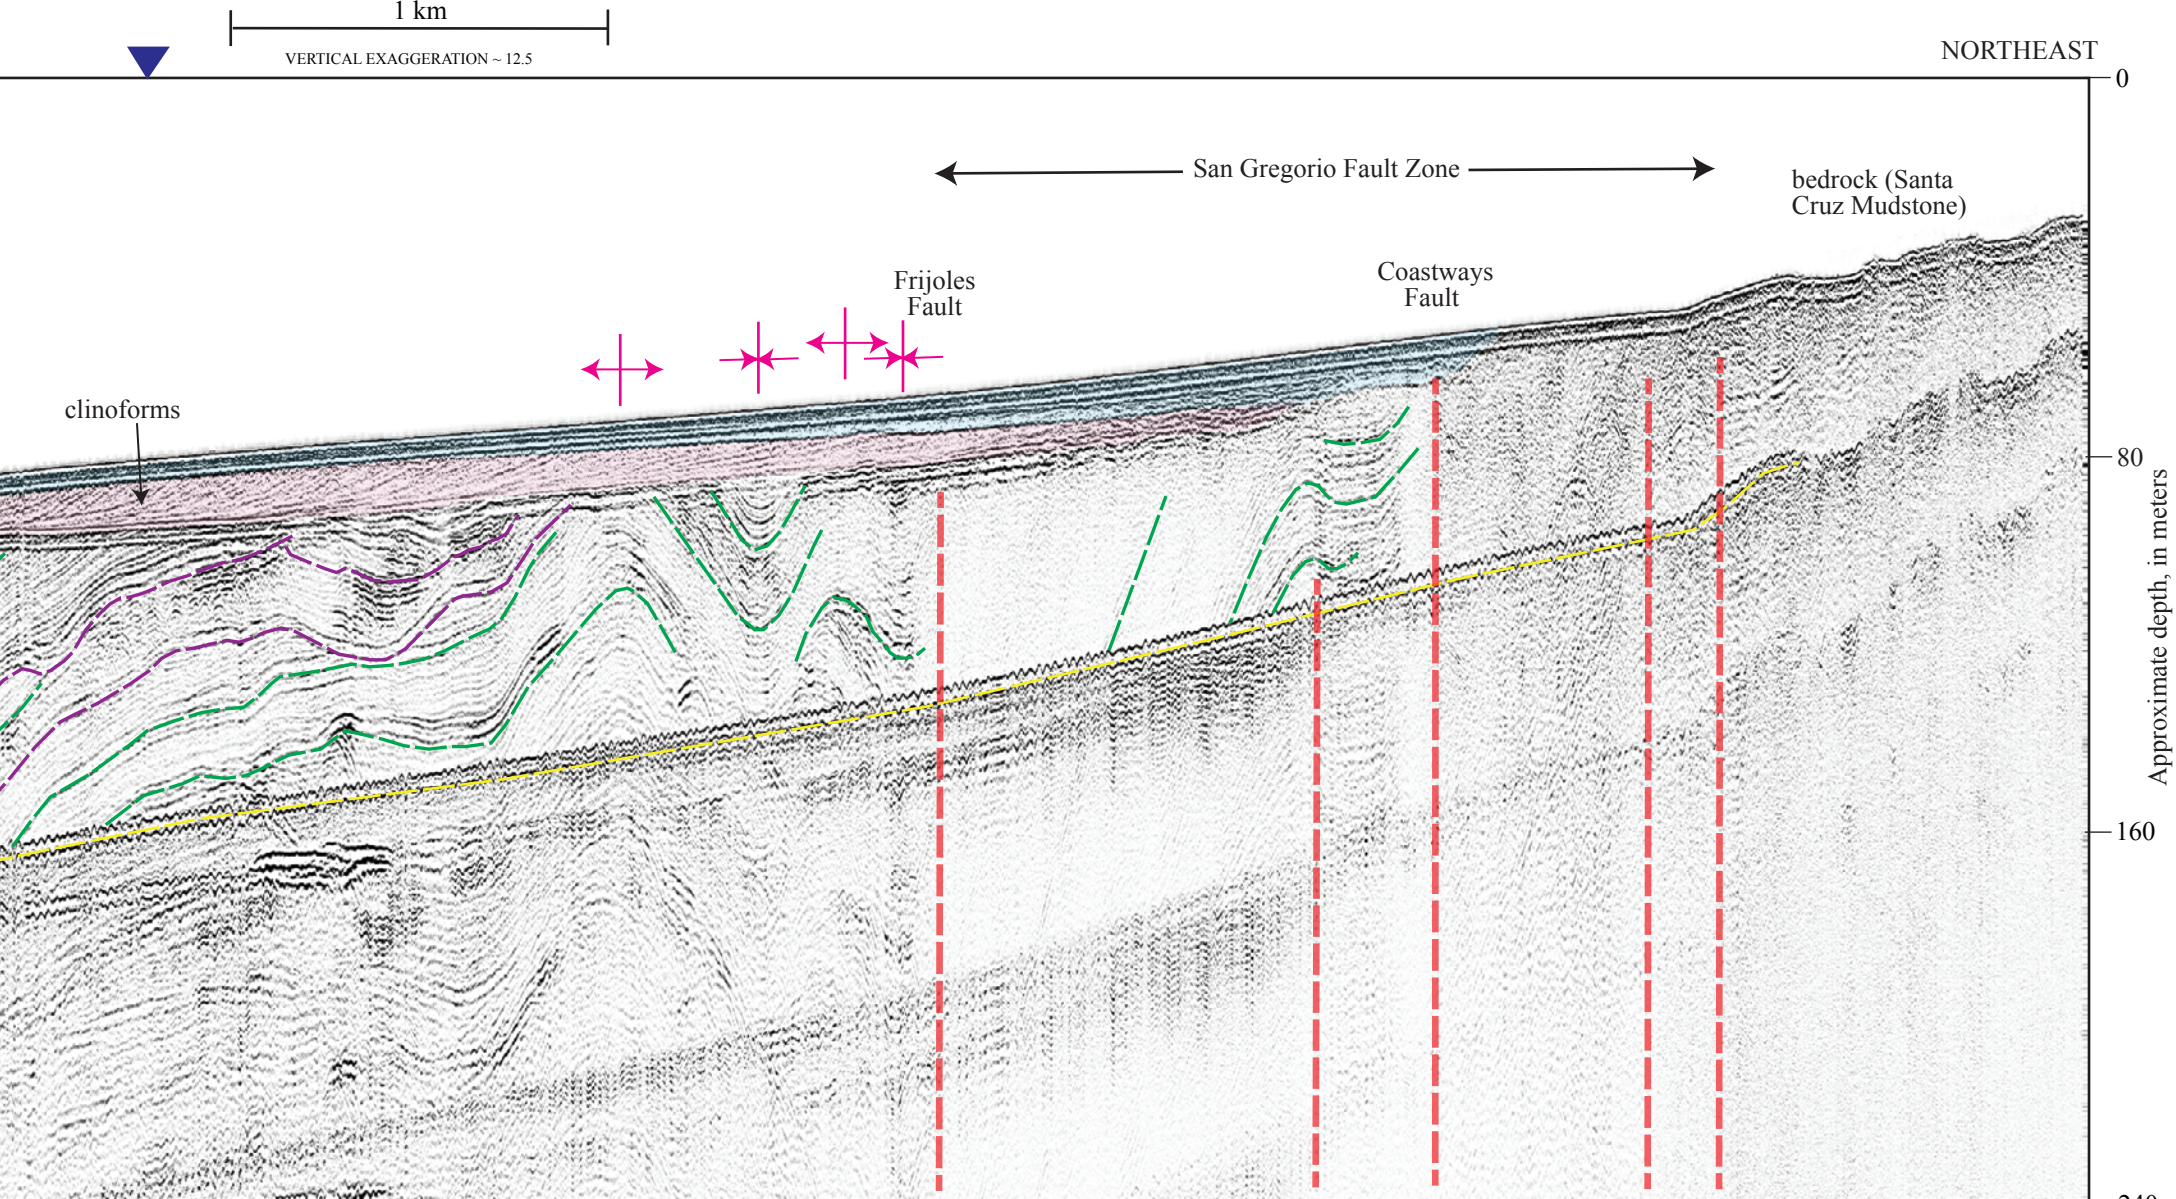 1 km
VERTICAL EXAGGERATION ~ 12.5
NORTHEAST
0
San Gregorio Fault Zone
bedrock (Santa
Cruz Mudstone)
Frijoles
Fault
Coastways
Fault
clinoforms
80
Approximate depth, in meters
160
240